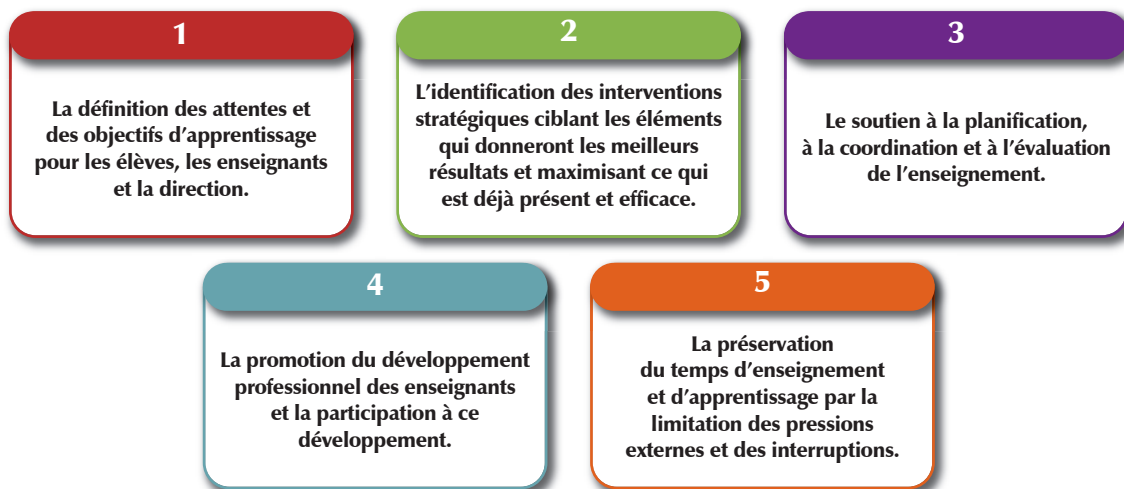 1
La définition des attentes et
des objectifs d’apprentissage
pour les élèves, les enseignants
et la direction.
2
L’identification des interventions
stratégiques ciblant les éléments
qui donneront les meilleurs
résultats et maximisant ce qui
est déjà présent et efficace.
3
Le soutien à la planification,
à la coordination et à l’évaluation
de l’enseignement.
4
La promotion du développement
professionnel des enseignants
et la participation à ce
développement.
5
La préservation
du temps d’enseignement
et d’apprentissage par la
limitation des pressions
externes et des interruptions.